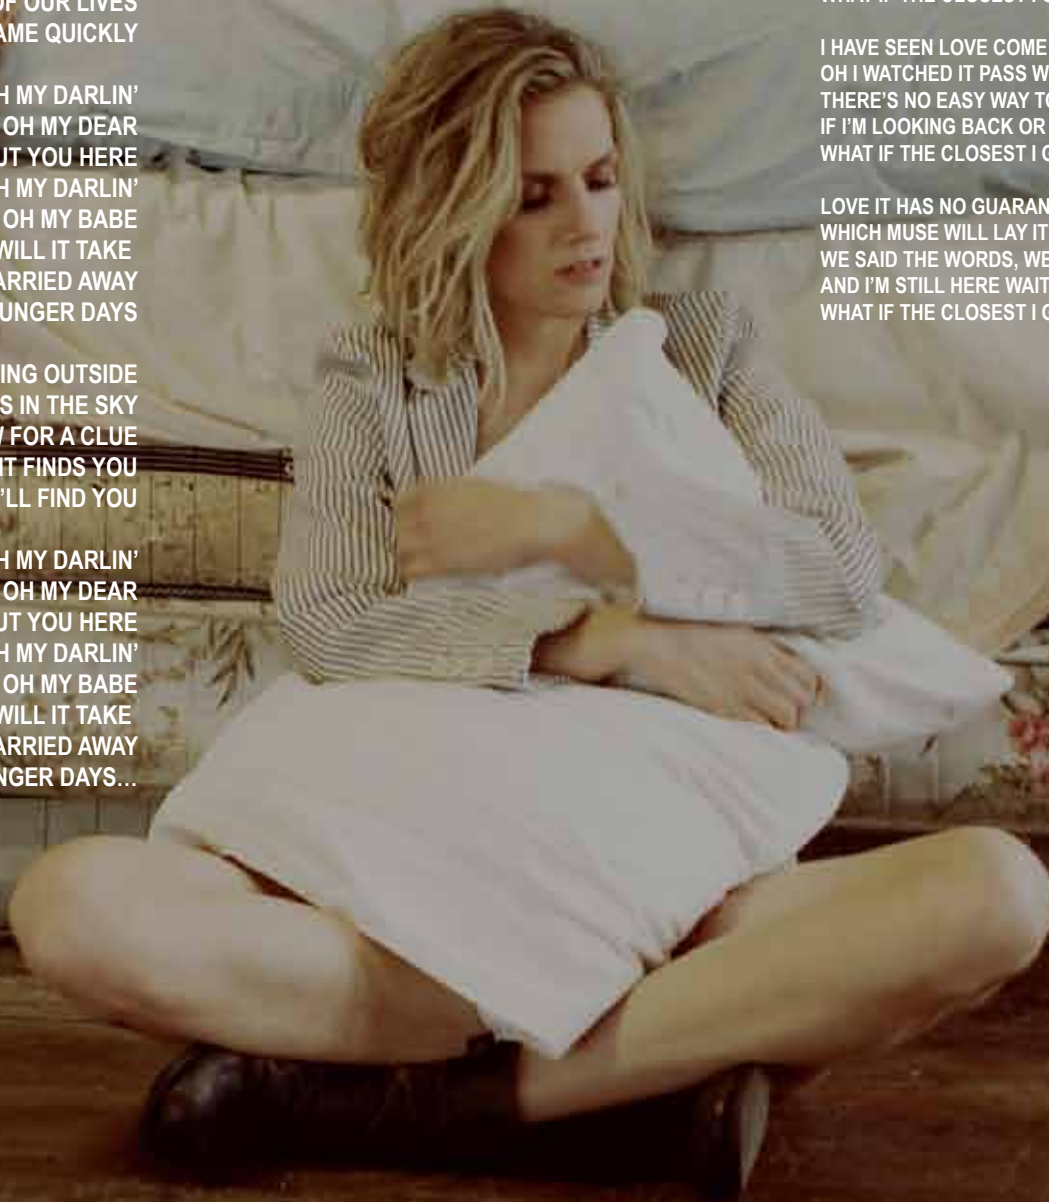 OF OUR LIVES
AME QUICKLY
H MY DARLIN’
OH MY DEAR
UT YOU HERE
H MY DARLIN’
OH MY BABE
WILL IT TAKE
ARRIED AWAY
UNGER DAYS
ING OUTSIDE
S IN THE SKY
W FOR A CLUE
IT FINDS YOU
’LL FIND YOU
H MY DARLIN’
OH MY DEAR
UT YOU HERE
H MY DARLIN’
OH MY BABE
WILL IT TAKE
ARRIED AWAY
NGER DAYS…
WHAT IF THE CLOSEST I G
I HAVE SEEN LOVE COME
OH I WATCHED IT PASS W
THERE’S NO EASY WAY TO
IF I’M LOOKING BACK OR
WHAT IF THE CLOSEST I G
LOVE IT HAS NO GUARAN
WHICH MUSE WILL LAY IT
WE SAID THE WORDS, WE
AND I’M STILL HERE WAIT
WHAT IF THE CLOSEST I G